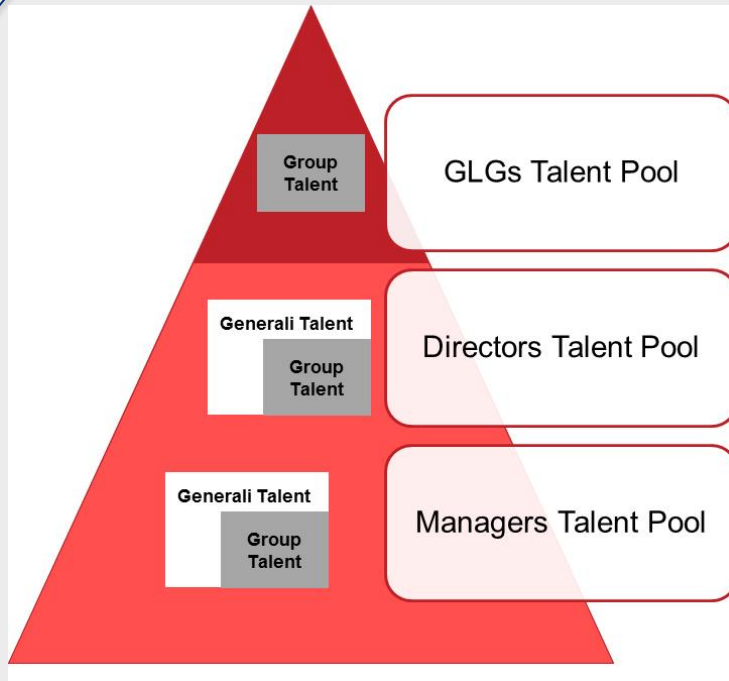 Group
Talent
GLGs Talent Pool
Generali Talent
Group
Talent
Directors Talent Pool
Generali Talent
Group
Talent
Managers Talent Pool